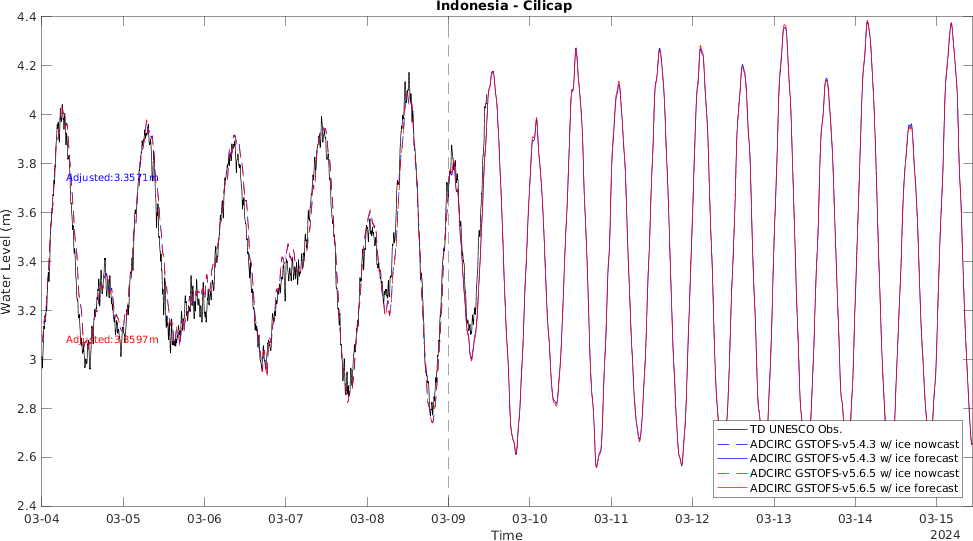 Indonesia - Cilicap
4.4
4.2
4
3.8
3.6
3.4
3.2
3
2.8
2.6
2.4
Water Level (m)
Adjusted:3.3571m
Adjusted:3.3597m
TD UNESCO Obs.
ADCIRC GSTOFS-v5.4.3 w/ ice nowcast
ADCIRC GSTOFS-v5.4.3 w/ ice forecast
ADCIRC GSTOFS-v5.6.5 w/ ice nowcast
ADCIRC GSTOFS-v5.6.5 w/ ice forecast
03-04 03-05 03-06 03-07 03-08 03-09 03-10 03-11 03-12 03-13 03-14 03-15
Time
2024